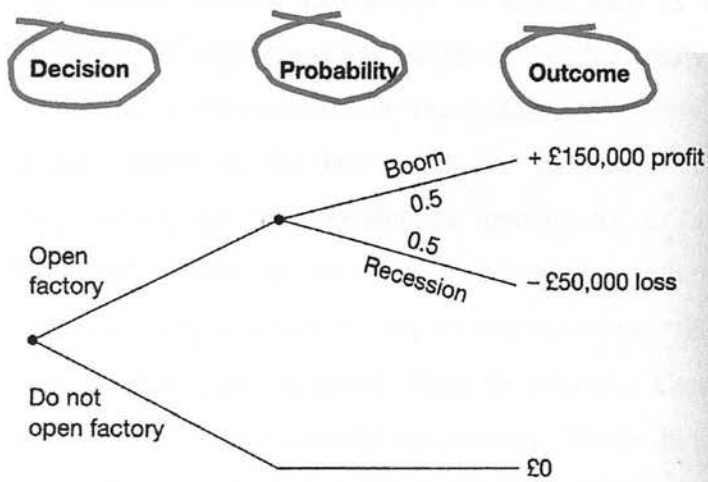 Decision Probability Outcome
Boom + £150,000 profit
0.5
Open
factory
0.5
Recession – £50,000 loss
Do not
open factory
£0